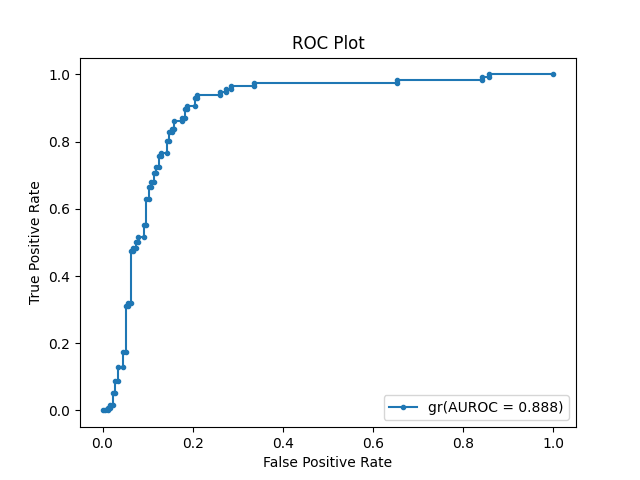 ROC Plot
1.0
0.8
0.6
0.4
0.2
0.0
True Positive Rate
0.0 0.2 0.4 0.6 0.8 1.0
False Positive Rate
gr(AUROC = 0.888)